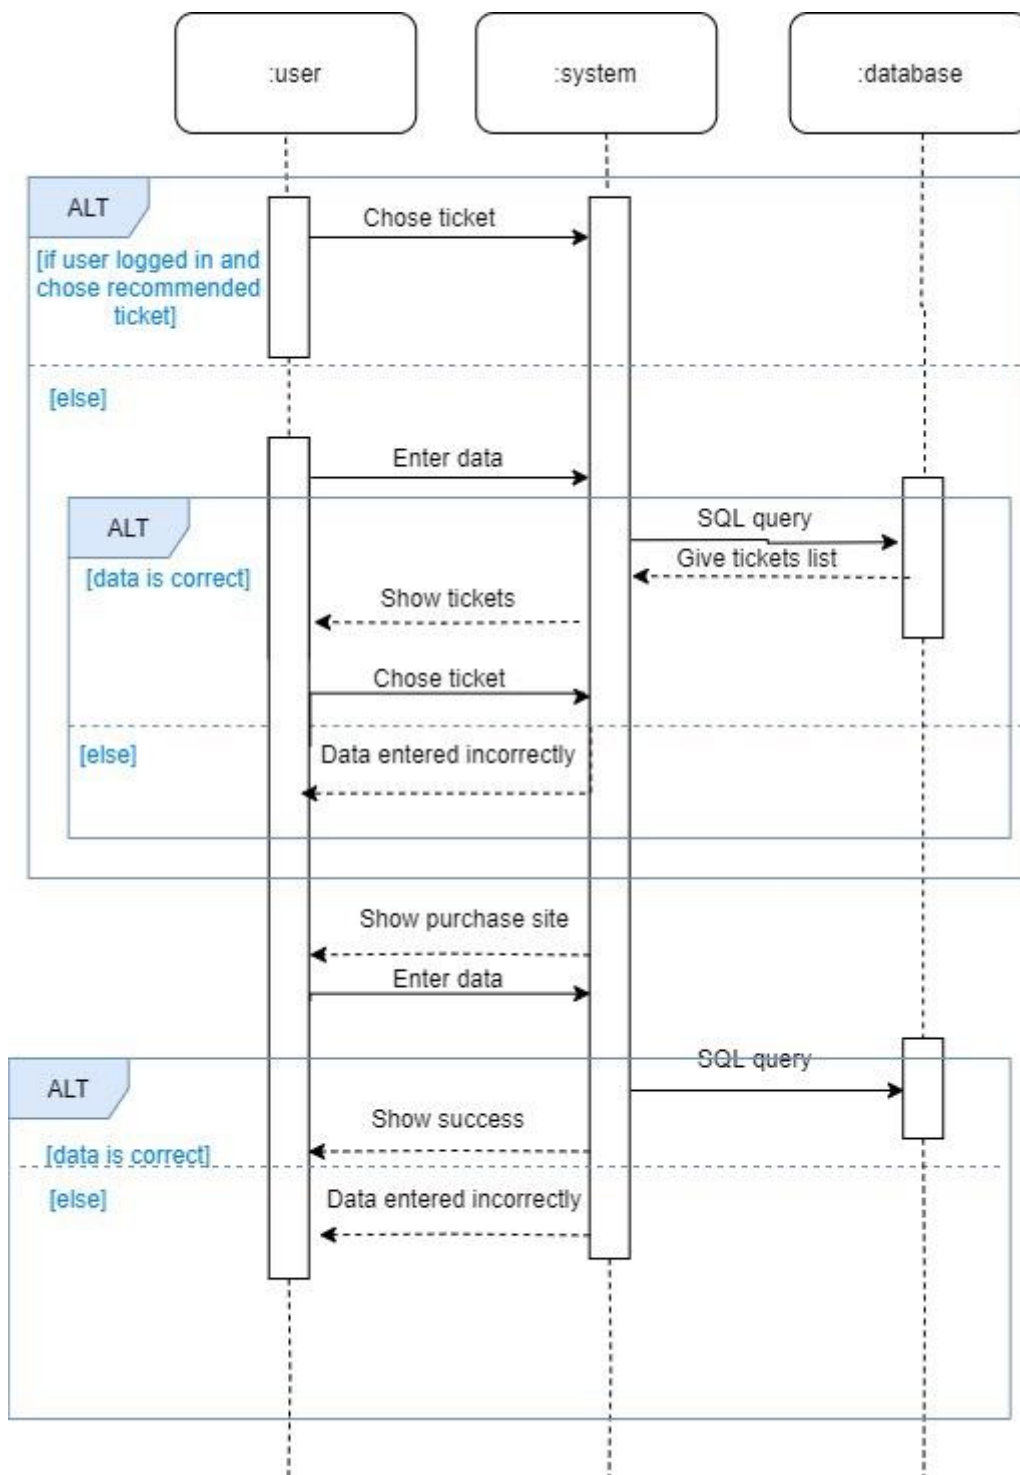 :user
:system
:database
ALT
Chose ticket
[if user logged in and
chose recommended
ticket]
[else]
Enter data
ALT
SQL query
[data is correct]
Give tickets list
Show tickets
Chose ticket
[else]
Data entered incorrectly
Show purchase site
Enter data
ALT
SQL query
Show success
[data is correct]
[else]
Data entered incorrectly